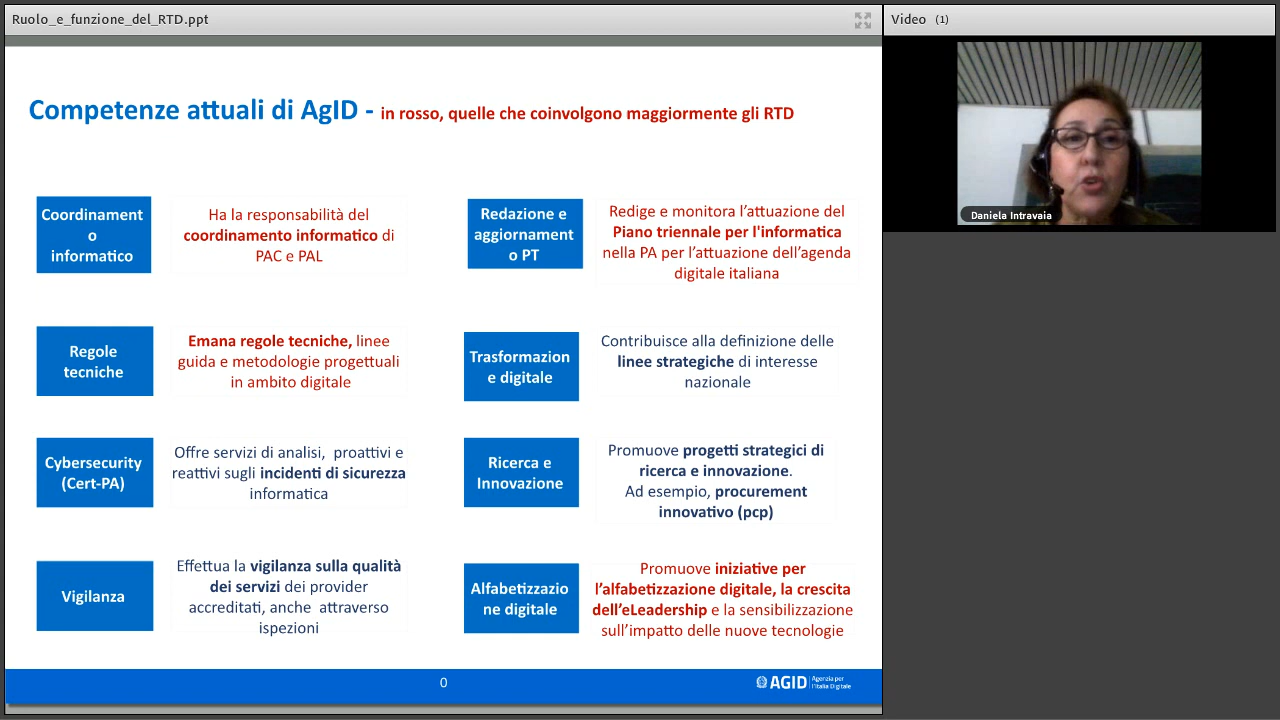 Ruolo_e_funzione_del_RTD.ppt
Video (1)
Daniela Intravaia
Competenze attuali di AgID - in rosso, quelle che coinvolgono maggiormente gli RTD
Coordinament
o
informatico
Ha la responsabilità del
coordinamento informatico di
PAC e PAL
Redazione e
aggiornament
o PT
Redige e monitora l’attuazione del
Piano triennale per l'informatica
nella PA per l’attuazione dell’agenda
digitale italiana
Regole
tecniche
Emana regole tecniche, linee
guida e metodologie progettuali
in ambito digitale
Trasformazion
e digitale
Contribuisce alla definizione delle
linee strategiche di interesse
nazionale
Cybersecurity
(Cert-PA)
Offre servizi di analisi, proattivi e
reattivi sugli incidenti di sicurezza
informatica
Ricerca e
Innovazione
Promuove progetti strategici di
ricerca e innovazione.
Ad esempio, procurement
innovativo (pcp)
Vigilanza
Effettua la vigilanza sulla qualità
dei servizi dei provider
accreditati, anche attraverso
ispezioni
Alfabetizzazio
ne digitale
Promuove iniziative per
l’alfabetizzazione digitale, la crescita
dell’eLeadership e la sensibilizzazione
sull’impatto delle nuove tecnologie
0
AGID
Agenzia per
l'Italia Digitale